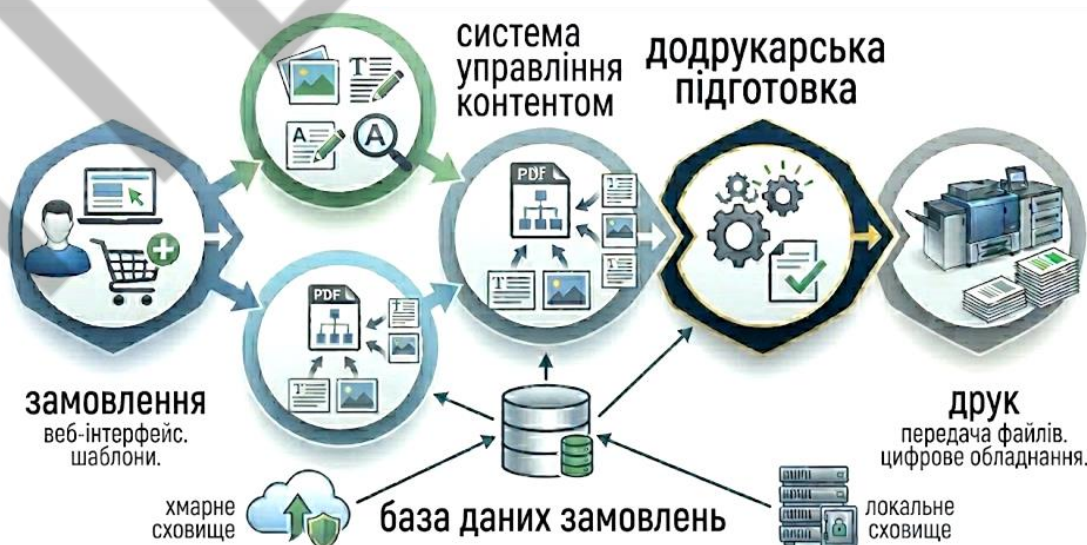 система
управління
контентом
додрукарська
підготовка
T
A
A
PDF
T
T
T
PDF
T
T
замовлення
веб-інтерфейс.
шаблони.
друк
передача файлів.
цифрове обладнання.
хмарне
сховище
база даних замовлень
локальне
сховище